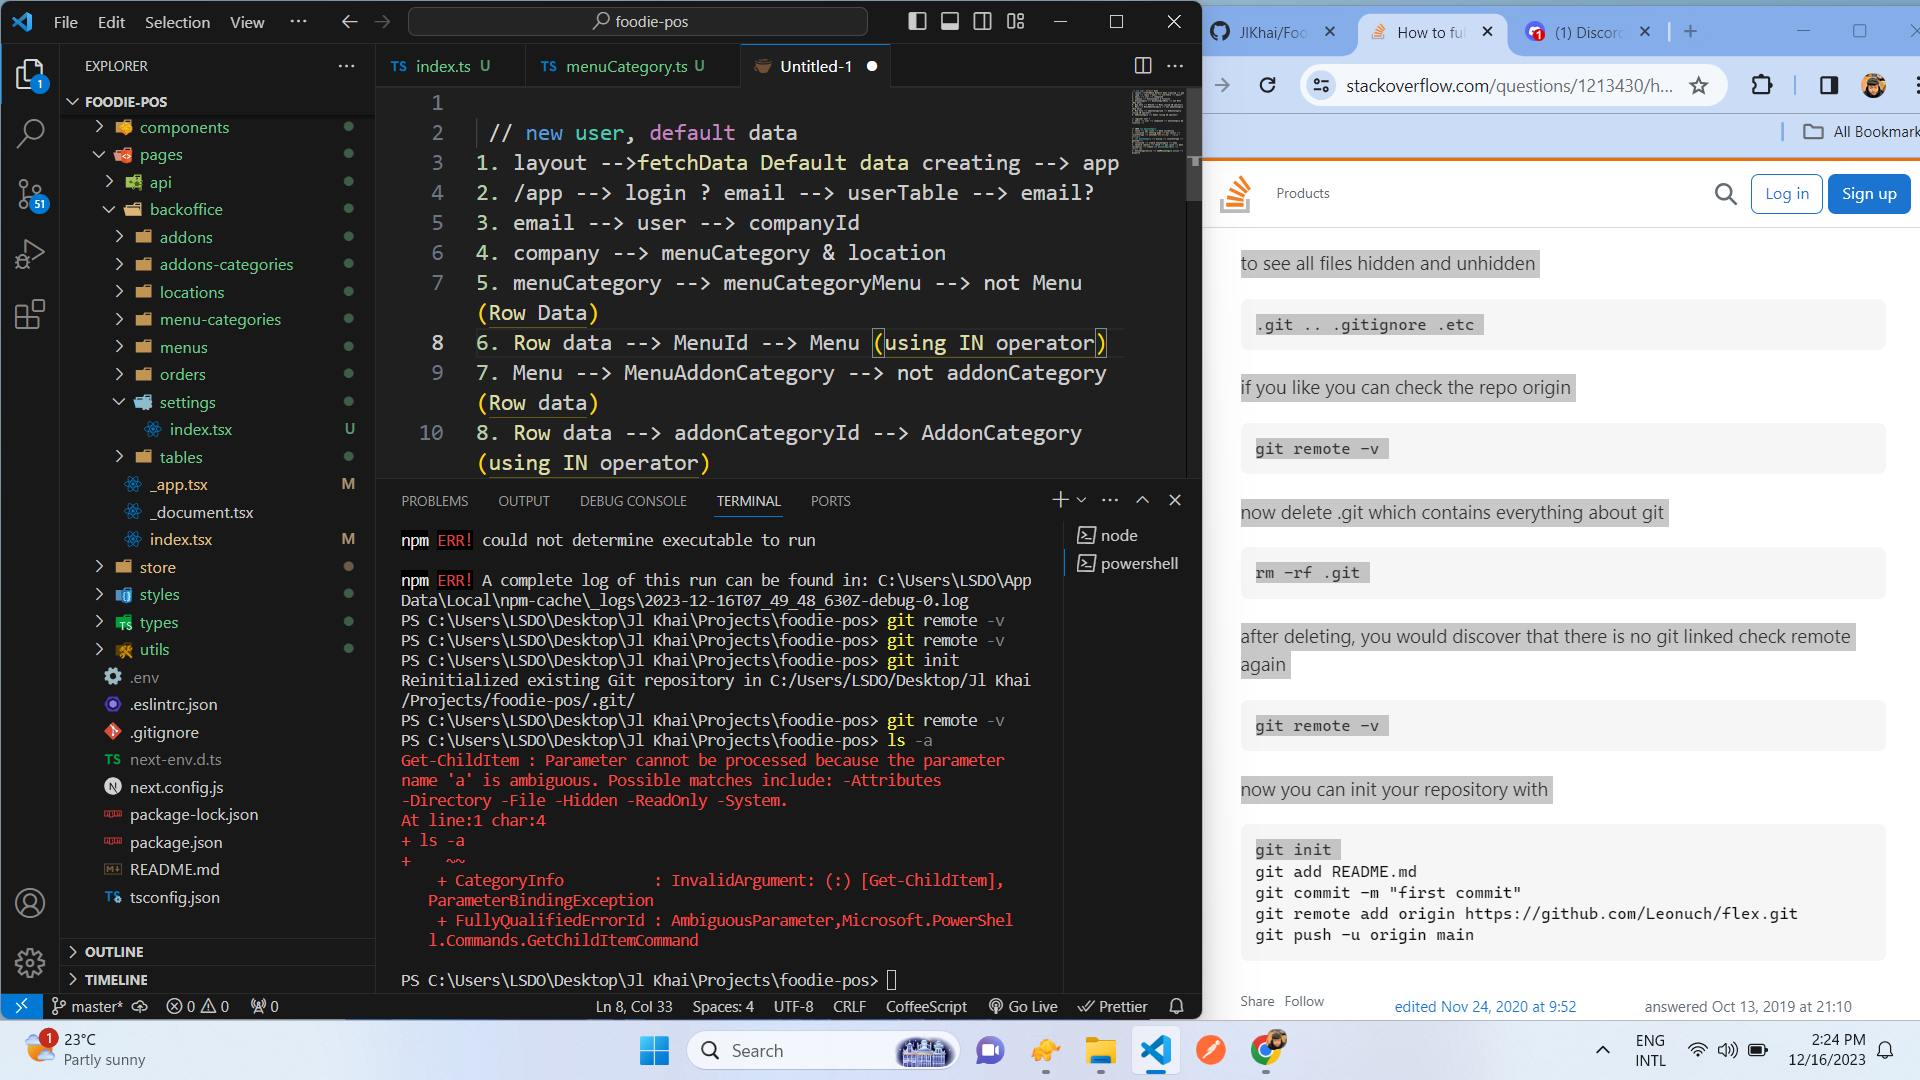 File Edit Selection View ··· foodie-pos
EXPLORER
FOODIE-POS
components
pages
api
backoffice
addons
addons-categories
locations
menu-categories
menus
orders
settings
index.tsx U
tables
_app.tsx M
_document.tsx
index.tsx M
store
styles
types
utils
.env
.eslintrc.json
.gitignore
next-env.d.ts
next.config.js
package-lock.json
package.json
README.md
tsconfig.json
OUTLINE
TIMELINE
1
51
TS index.ts U TS menuCategory.ts U Untitled-1
1
2 // new user, default data
3 1. layout -->fetchData Default data creating --> app
4 2. /app --> login ? email --> userTable --> email?
5 3. email --> user --> companyId
6 4. company --> menuCategory & location
7 5. menuCategory --> menuCategoryMenu --> not Menu
(Row Data)
8 6. Row data --> MenuId --> Menu (using IN operator)
9 7. Menu --> MenuAddonCategory --> not addonCategory
(Row data)
10 8. Row data --> addonCategoryId --> AddonCategory
(using IN operator)
PROBLEMS OUTPUT DEBUG CONSOLE TERMINAL PORTS
node
powershell
npm ERR! could not determine executable to run
npm ERR! A complete log of this run can be found in: C:\Users\LSDO\App
Data\Local\npm-cache\_logs\2023-12-16T07_49_48_630Z-debug-0.log
PS C:\Users\LSDO\Desktop\Jl Khai\Projects\foodie-pos> git remote -v
PS C:\Users\LSDO\Desktop\Jl Khai\Projects\foodie-pos> git remote -v
PS C:\Users\LSDO\Desktop\Jl Khai\Projects\foodie-pos> git init
Reinitialized existing Git repository in C:/Users/LSDO/Desktop/Jl Khai
/Projects/foodie-pos/.git/
PS C:\Users\LSDO\Desktop\Jl Khai\Projects\foodie-pos> git remote -v
PS C:\Users\LSDO\Desktop\Jl Khai\Projects\foodie-pos> ls -a
Get-ChildItem : Parameter cannot be processed because the parameter
name 'a' is ambiguous. Possible matches include: -Attributes
-Directory -File -Hidden -ReadOnly -System.
At line:1 char:4
+ ls -a
+ ~~
+ CategoryInfo : InvalidArgument: (:) [Get-ChildItem],
ParameterBindingException
+ FullyQualifiedErrorId : AmbiguousParameter,Microsoft.PowerShel
l.Commands.GetChildItemCommand
PS C:\Users\LSDO\Desktop\Jl Khai\Projects\foodie-pos>
master* 0 0 0 Ln 8, Col 33 Spaces: 4 UTF-8 CRLF CoffeeScript Go Live Prettier
JlKhai/Foo How to ful (1) Discor
stackoverflow.com/questions/1213430/h...
All Bookmark
Products Log in Sign up
to see all files hidden and unhidden
.git .. .gitignore .etc
if you like you can check the repo origin
git remote -v
now delete .git which contains everything about git
rm -rf .git
after deleting, you would discover that there is no git linked check remote
again
git remote -v
now you can init your repository with
git init
git add README.md
git commit -m "first commit"
git remote add origin https://github.com/Leonuch/flex.git
git push -u origin main
Share Follow edited Nov 24, 2020 at 9:52 answered Oct 13, 2019 at 21:10
1 23°C
Partly sunny
Search
ENG
INTL
2:24 PM
12/16/2023